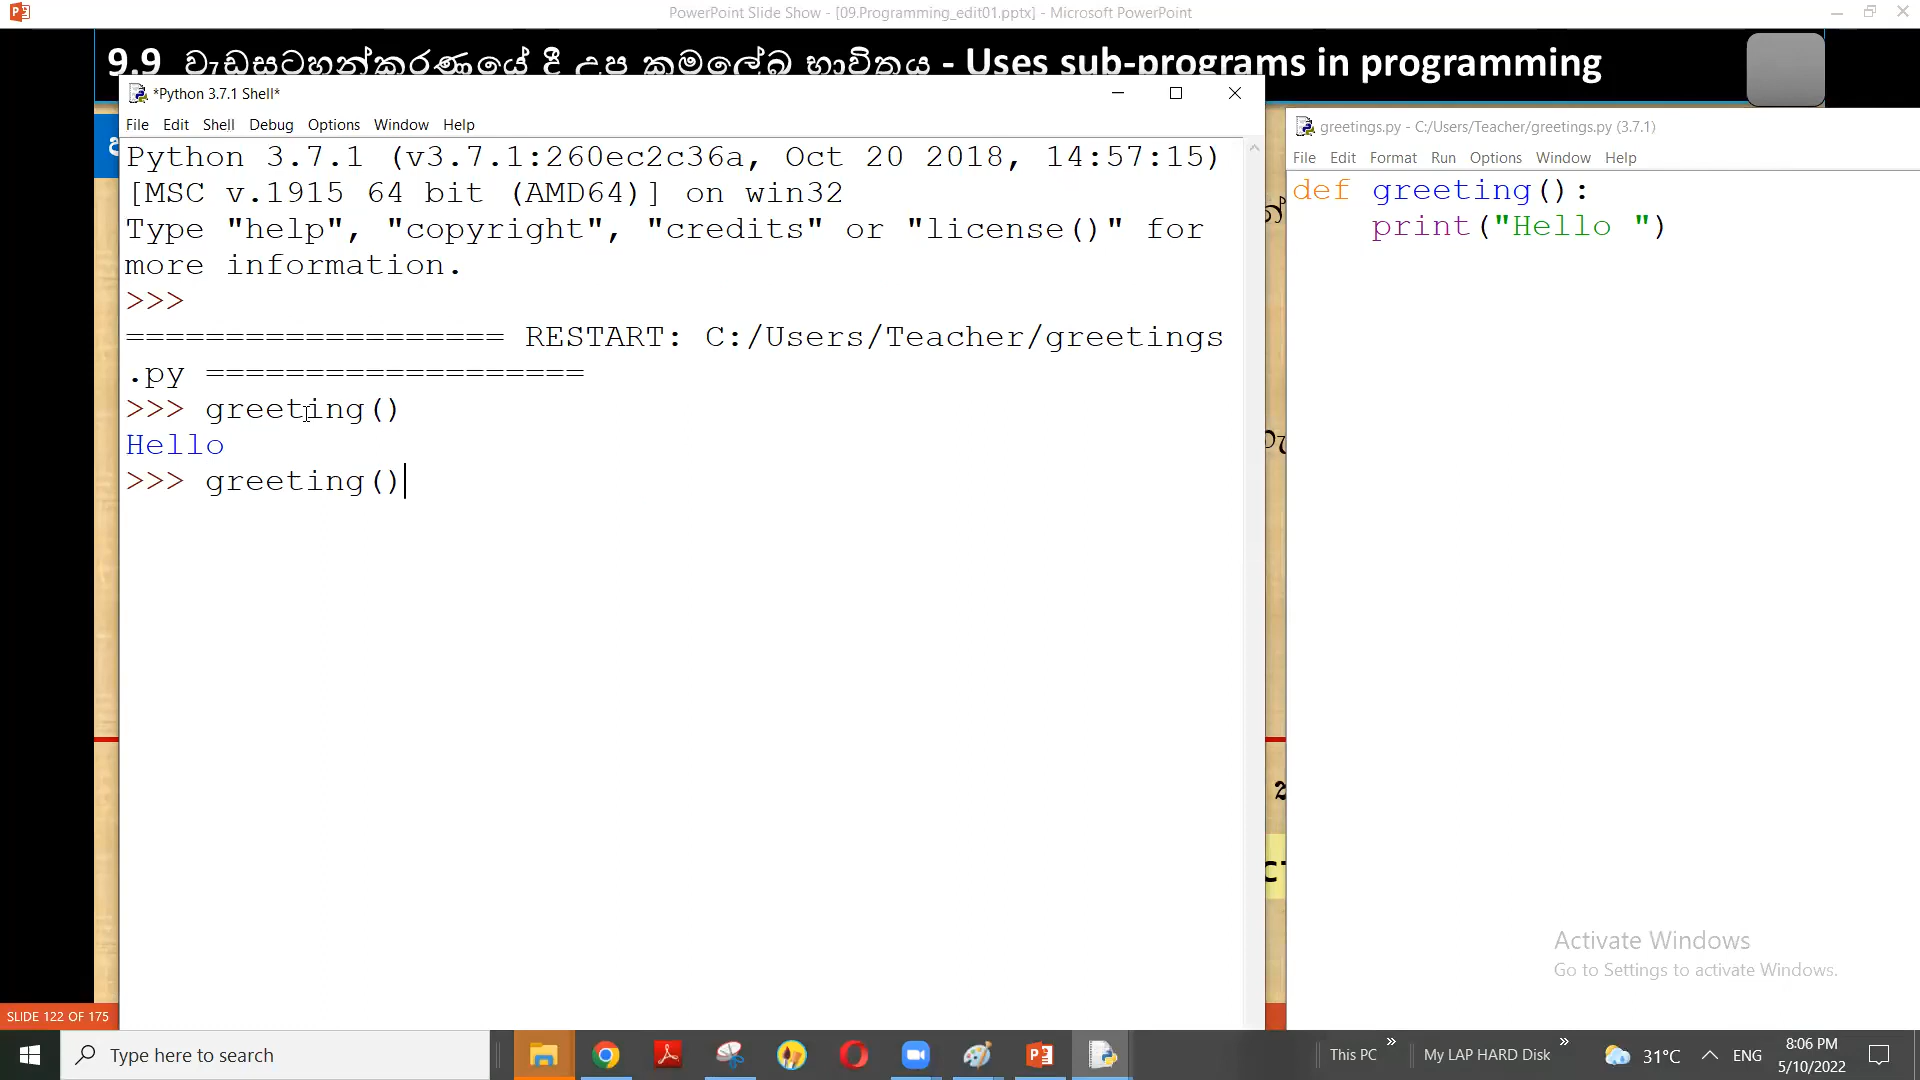 PowerPoint Slide Show - [09.Programming_edit01.pptx] - Microsoft PowerPoint
9.9 වැඩසටහන්කරණයේ දී උප ක්‍රමලේඛ භාවිතය - Uses sub-programs in programming
*Python 3.7.1 Shell*
File Edit Shell Debug Options Window Help
Python 3.7.1 (v3.7.1:260ec2c36a, Oct 20 2018, 14:57:15)
[MSC v.1915 64 bit (AMD64)] on win32
Type "help", "copyright", "credits" or "license()" for
more information.
>>>
=================== RESTART: C:/Users/Teacher/greetings
.py ===================
>>> greeting()
Hello
>>> greeting()
greetings.py - C:/Users/Teacher/greetings.py (3.7.1)
File Edit Format Run Options Window Help
def greeting():
    print("Hello ")
Activate Windows
Go to Settings to activate Windows.
SLIDE 122 OF 175
Type here to search
This PC
My LAP HARD Disk
31°C
ENG
8:06 PM
5/10/2022